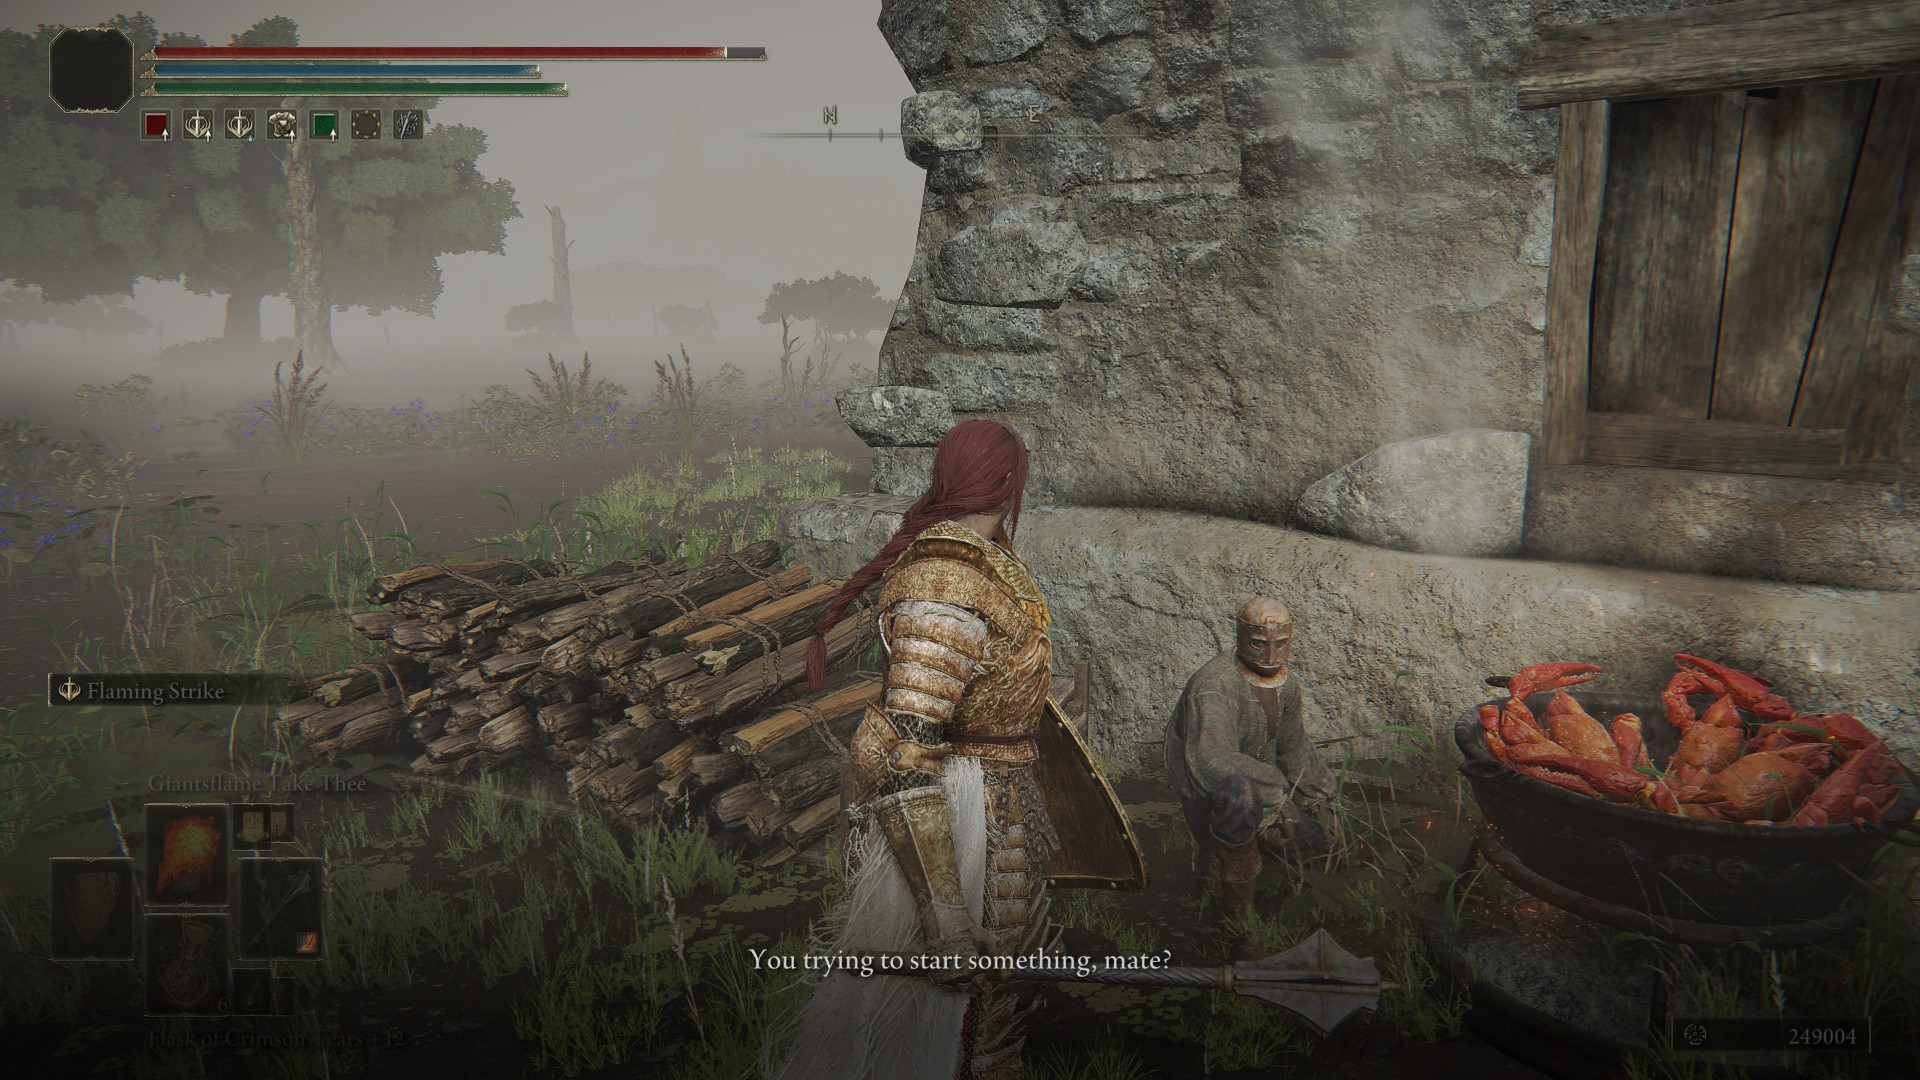 N
E
Flaming Strike
Giantsflame Take Thee
You trying to start something, mate?
6
Flask of Crimson Tears +12
249004